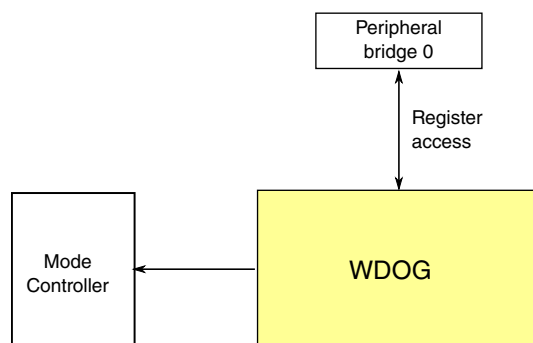 Peripheral
bridge 0
Register
access
Mode
Controller
WDOG